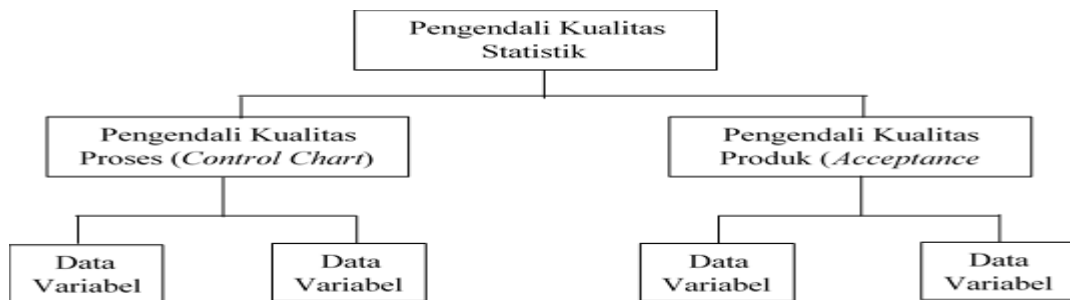 Pengendali Kualitas
Statistik
Pengendali Kualitas
Proses (Control Chart)
Pengendali Kualitas
Produk (Acceptance
Data
Variabel
Data
Variabel
Data
Variabel
Data
Variabel